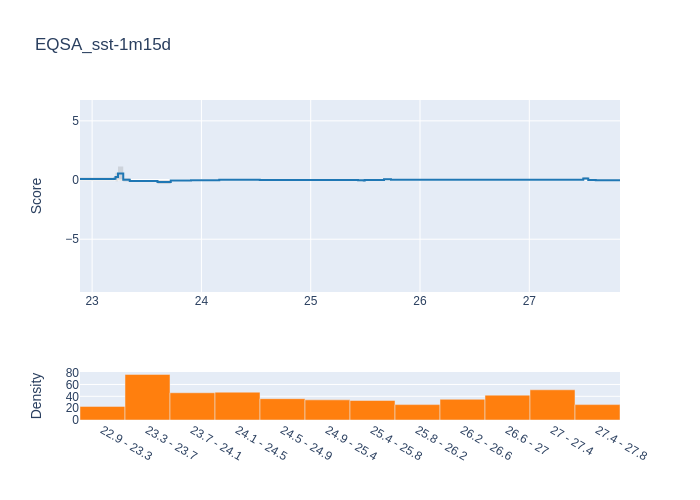 EQSA_sst-1m15d
Score
5
0
−5
23 24 25 26 27
Density
80
60
40
20
0
22.9 - 23.3
23.3 - 23.7
23.7 - 24.1
24.1 - 24.5
24.5 - 24.9
24.9 - 25.4
25.4 - 25.8
25.8 - 26.2
26.2 - 26.6
26.6 - 27
27 - 27.4
27.4 - 27.8